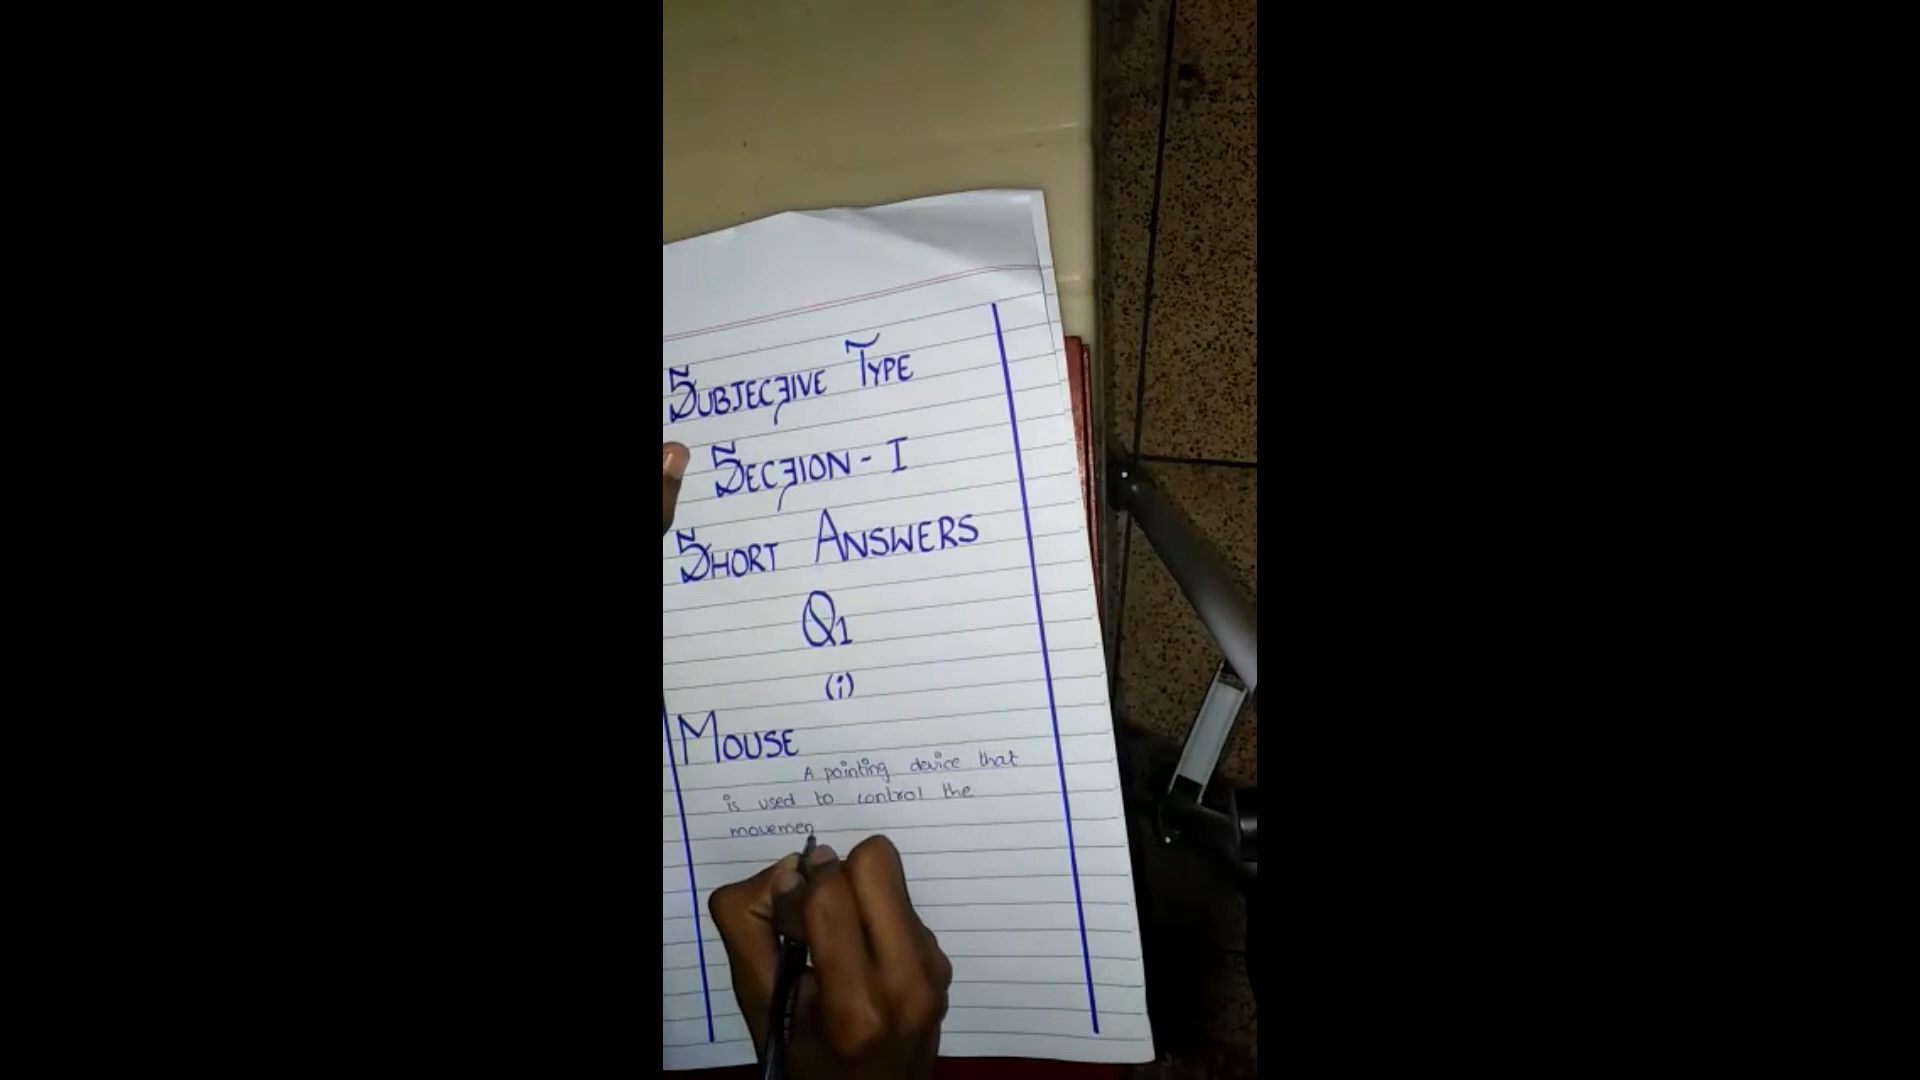 SUBJECTIVE TYPE
SECTION - I
SHORT ANSWERS
Q1
(i)
MOUSE
A pointing device that
is used to control the
movemen